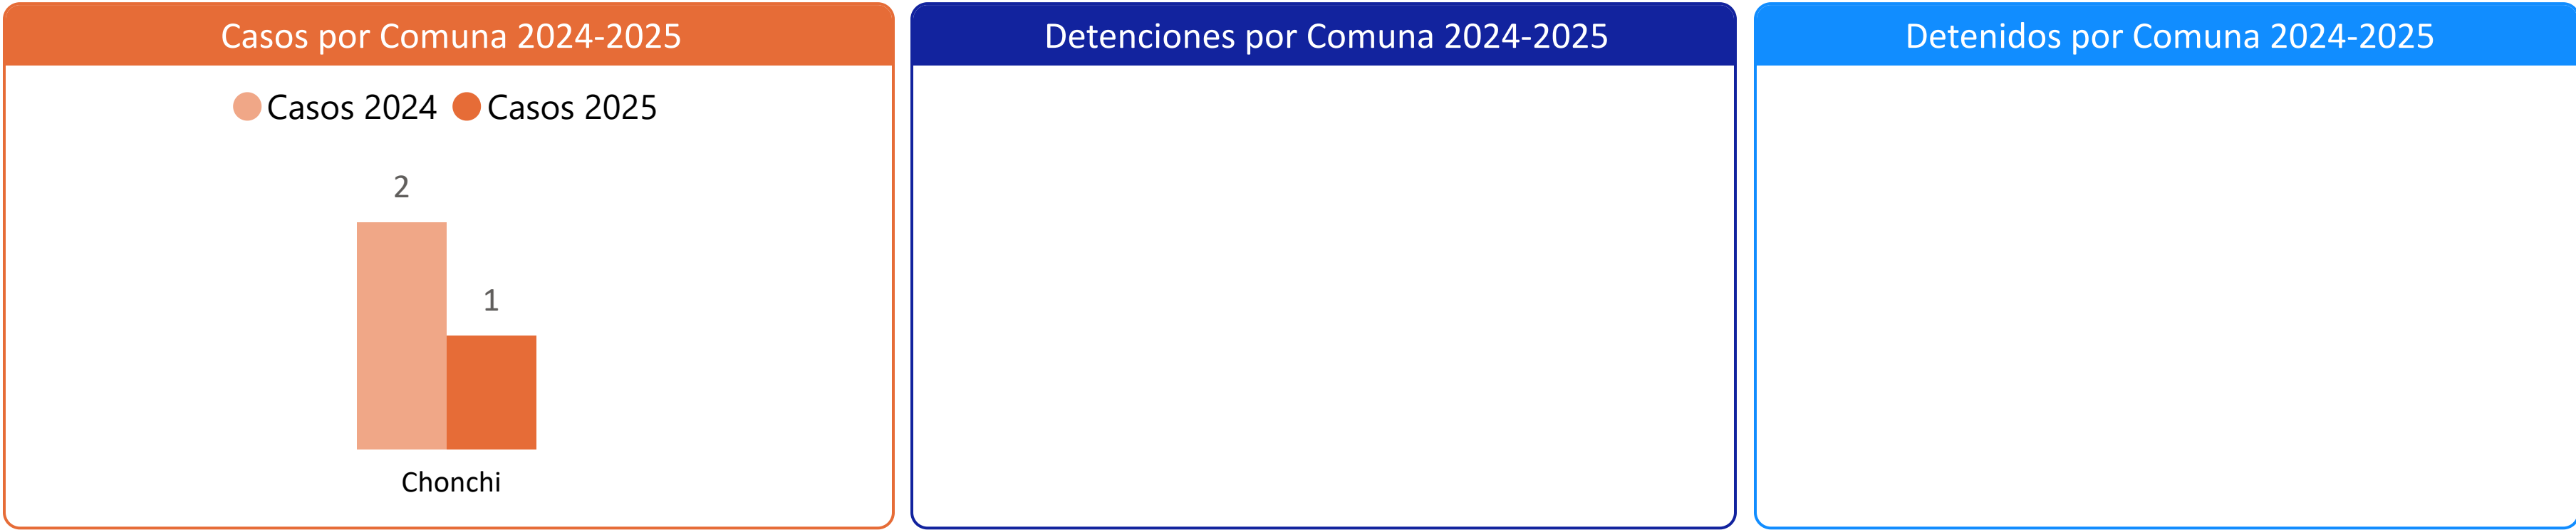 Casos por Comuna 2024-2025
Casos 2024 Casos 2025
2
1
Chonchi
Detenciones por Comuna 2024-2025
Detenidos por Comuna 2024-2025